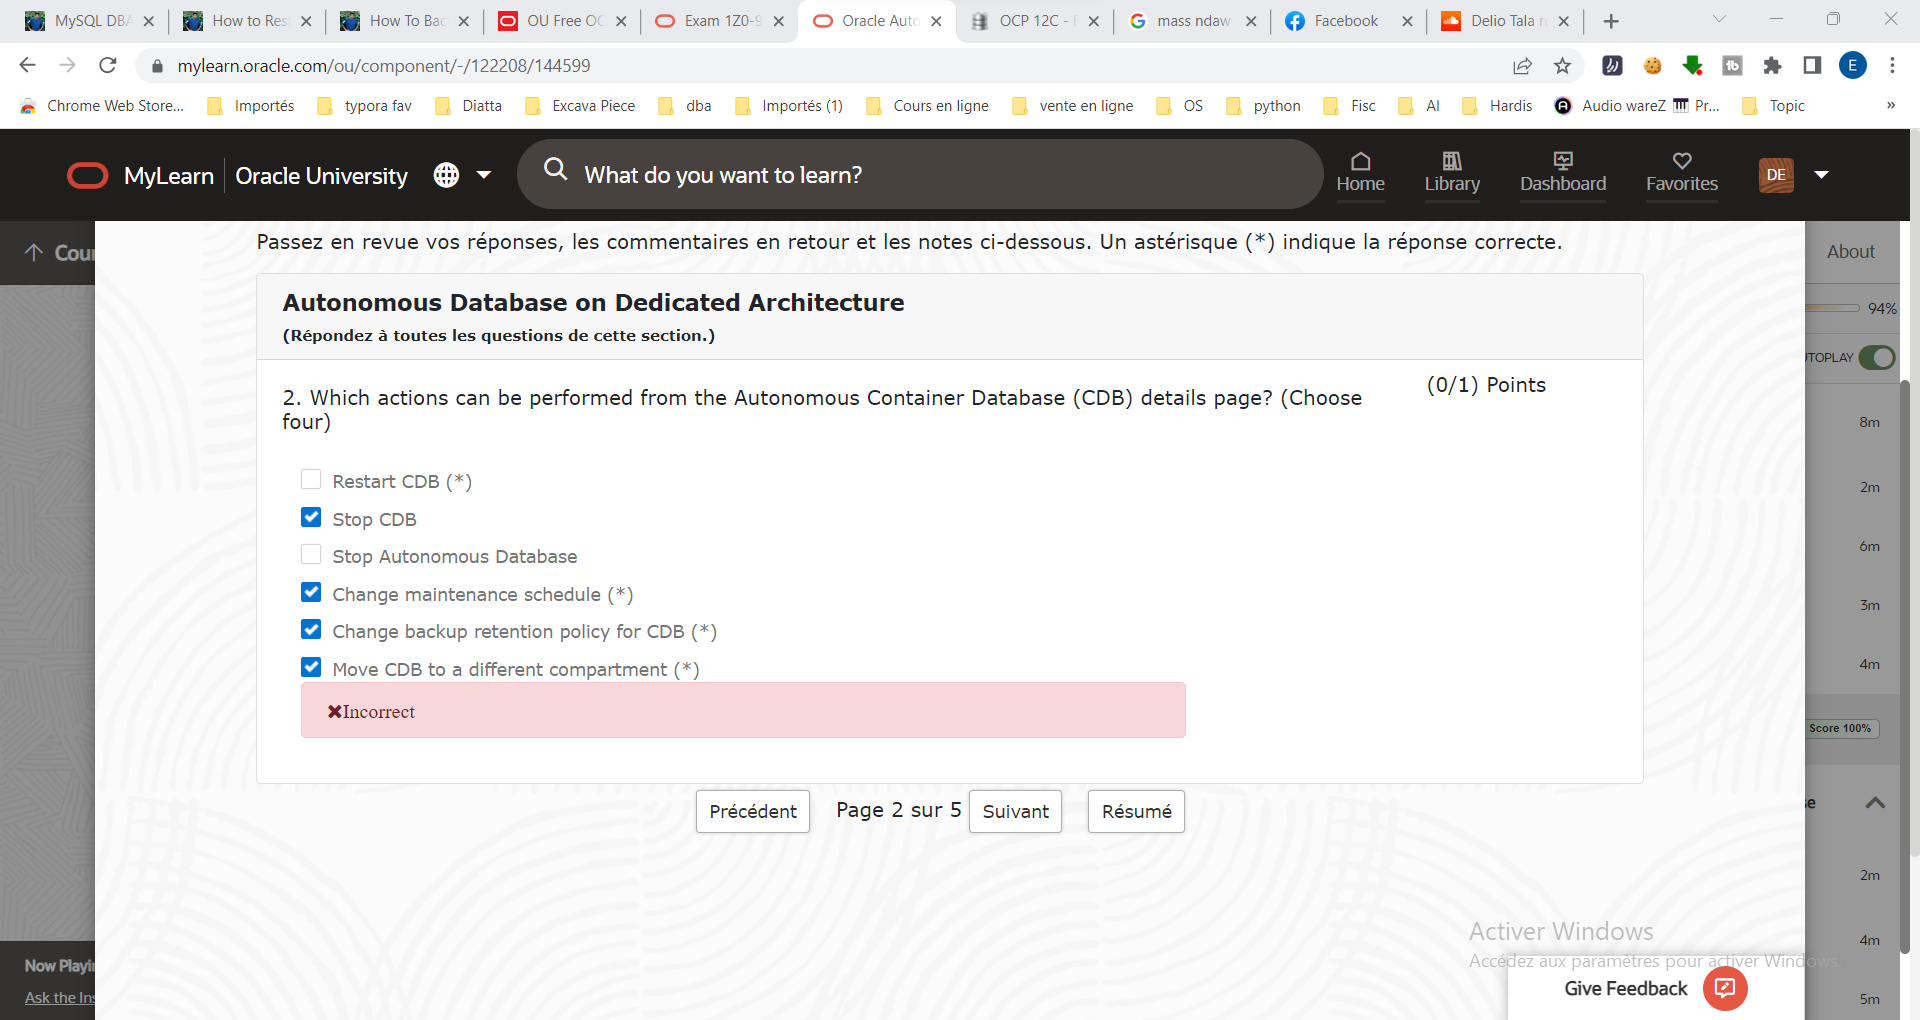 MySQL DBA
How to Res
How To Bac
OU Free OC
Exam 1Z0-9
Oracle Auto
OCP 12C -
mass ndaw
Facebook
Delio Tala r
mylearn.oracle.com/ou/component/-/122208/144599
E
Chrome Web Store...
Importés
typora fav
Diatta
Excava Piece
dba
Importés (1)
Cours en ligne
vente en ligne
OS
python
Fisc
AI
Hardis
Audio wareZ
Pr...
Topic
»
MyLearn
Oracle University
What do you want to learn?
Home
Library
Dashboard
Favorites
DE
Cour
About
Passez en revue vos réponses, les commentaires en retour et les notes ci-dessous. Un astérisque (*) indique la réponse correcte.
Autonomous Database on Dedicated Architecture
(Répondez à toutes les questions de cette section.)
94%
TOPLAY
2. Which actions can be performed from the Autonomous Container Database (CDB) details page? (Choose
four)
(0/1) Points
8m
Restart CDB (*)
2m
Stop CDB
Stop Autonomous Database
6m
Change maintenance schedule (*)
3m
Change backup retention policy for CDB (*)
Move CDB to a different compartment (*)
4m
Incorrect
Score 100%
Précédent
Page 2 sur 5
Suivant
Résumé
e
2m
Activer Windows
4m
Accédez aux paramètres pour activer Windows.
Now Playi
Give Feedback
Ask the Ins
5m